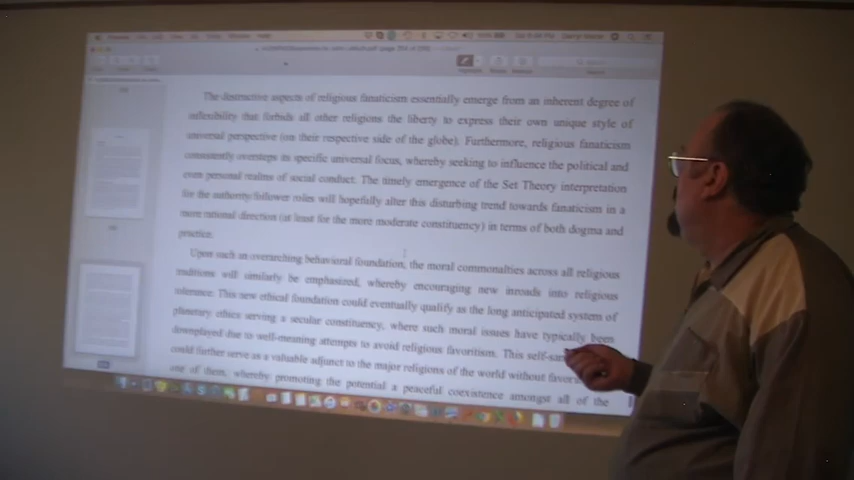 The destructive aspects of religious fanaticism essentially emerge from an inherent degree of
inflexibility that forbids all other religions the liberty to express their own unique style of
universal perspective (on their respective side of the globe). Furthermore, religious fanaticism
consistently oversteps its specific universal focus, whereby seeking to influence the political and
even personal realms of social conduct. The timely emergence of the Set Theory interpretation
for the authority/follower roles will hopefully alter this disturbing trend towards fanaticism in a
more rational direction (at least for the more moderate constituency) in terms of both dogma and
practice.
Upon such an overarching behavioral foundation, the moral commonalties across all religious
traditions will similarly be emphasized, whereby encouraging new inroads into religious
tolerance. This new ethical foundation could eventually qualify as the long anticipated system of
planetary ethics serving a secular constituency, where such moral issues have typically been
downplayed due to well-meaning attempts to avoid religious favoritism. This
could further serve as a valuable adjunct to the major religions of the world without
one of them, whereby promoting the potential a peaceful coexistence amongst all of the